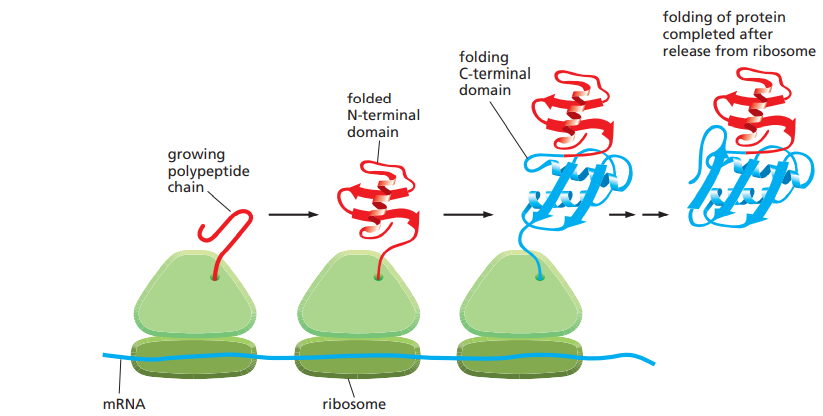 growing
polypeptide
chain
folded
N-terminal
domain
folding
C-terminal
domain
folding of protein
completed after
release from ribosome
mRNA
ribosome